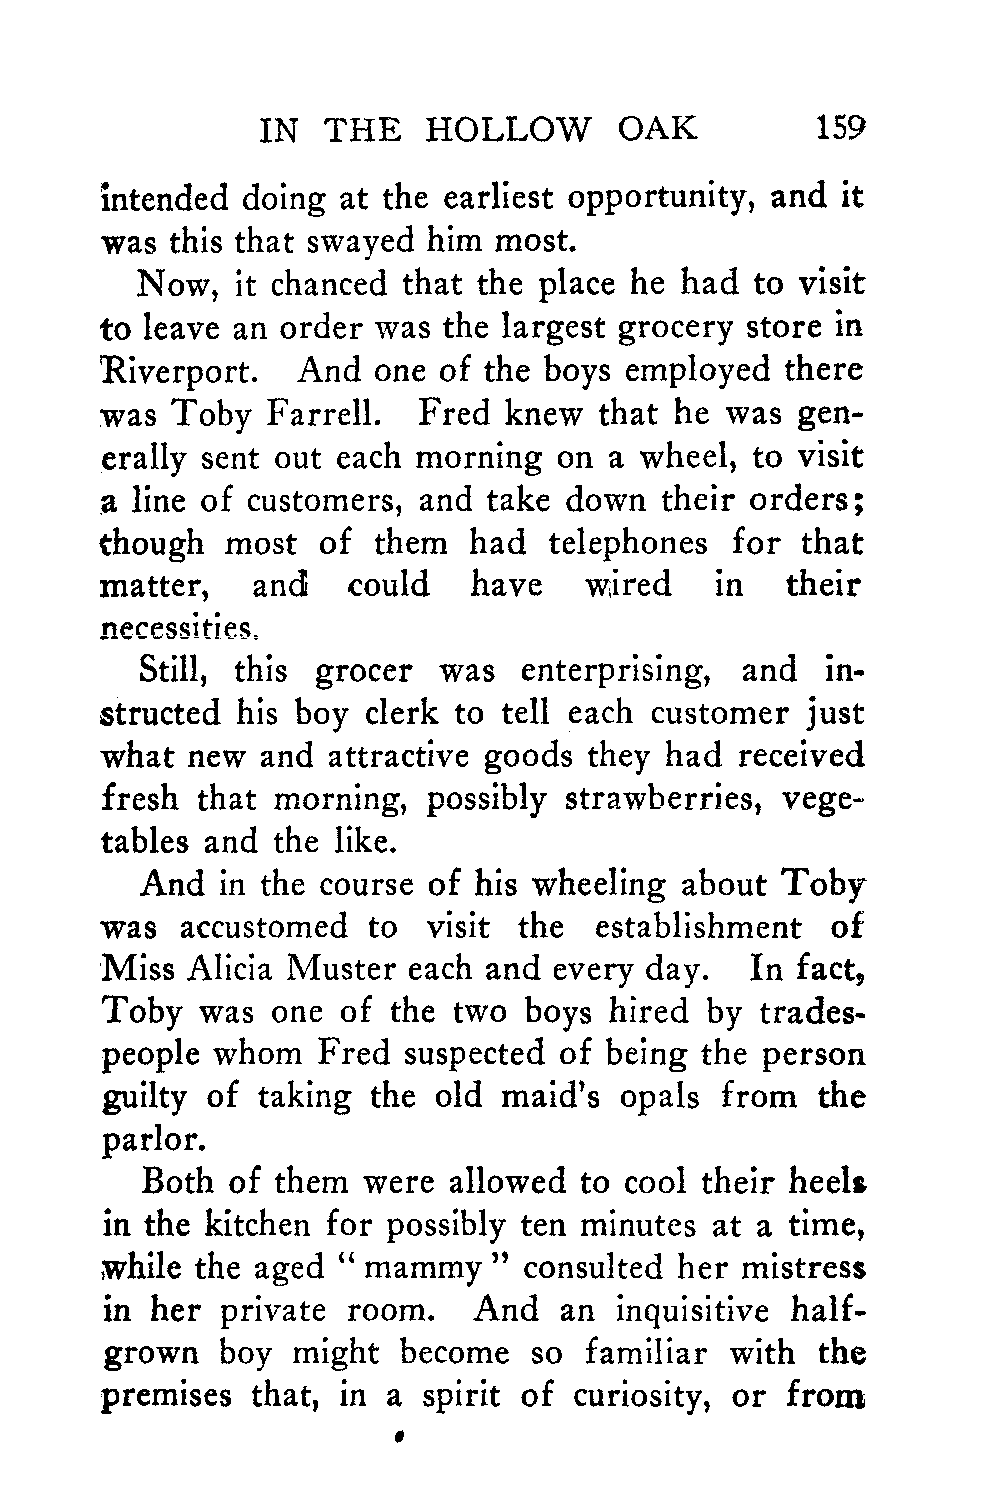 IN THE HOLLOW OAK 159
intended doing at the earliest opportunity, and it
was this that swayed him most.
Now, it chanced that the place he had to visit
to leave an order was the largest grocery store in
Riverport. And one of the boys employed there
was Toby Farrell. Fred knew that he was gen-
erally sent out each morning on a wheel, to visit
a line of customers, and take down their orders;
though most of them had telephones for that
matter, and could have wired in their
necessities.
Still, this grocer was enterprising, and in-
structed his boy clerk to tell each customer just
what new and attractive goods they had received
fresh that morning, possibly strawberries, vege-
tables and the like.
And in the course of his wheeling about Toby
was accustomed to visit the establishment of
Miss Alicia Muster each and every day. In fact,
Toby was one of the two boys hired by trades-
people whom Fred suspected of being the person
guilty of taking the old maid's opals from the
parlor.
Both of them were allowed to cool their heels
in the kitchen for possibly ten minutes at a time,
while the aged " mammy " consulted her mistress
in her private room. And an inquisitive half-
grown boy might become so familiar with the
premises that, in a spirit of curiosity, or from